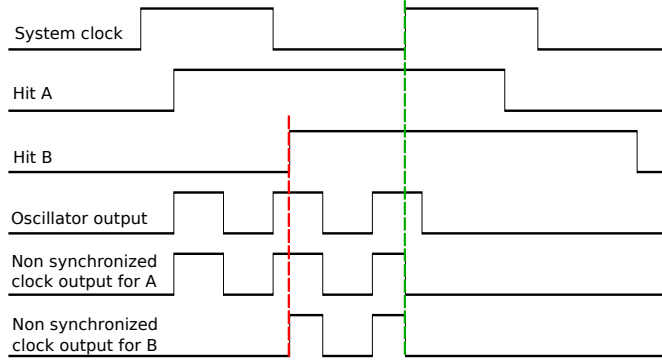 System clock
Hit A
Hit B
Oscillator output
Non synchronized
clock output for A
Non synchronized
clock output for B